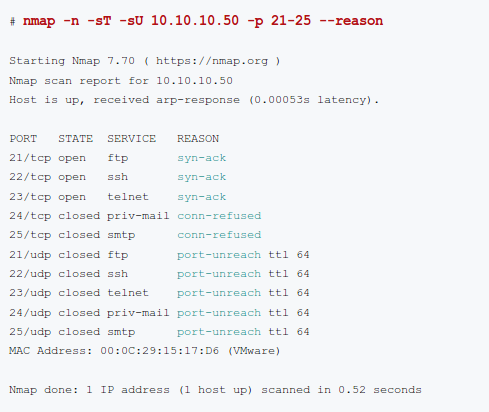 # nmap -n -sT -sU 10.10.10.50 -p 21-25 --reason
Starting Nmap 7.70 ( https://nmap.org )
Nmap scan report for 10.10.10.50
Host is up, received arp-response (0.00053s latency).
PORT   STATE  SERVICE   REASON
21/tcp open   ftp       syn-ack
22/tcp open   ssh       syn-ack
23/tcp open   telnet    syn-ack
24/tcp closed priv-mail conn-refused
25/tcp closed smtp      conn-refused
21/udp closed ftp       port-unreach ttl 64
22/udp closed ssh       port-unreach ttl 64
23/udp closed telnet    port-unreach ttl 64
24/udp closed priv-mail port-unreach ttl 64
25/udp closed smtp      port-unreach ttl 64
MAC Address: 00:0C:29:15:17:D6 (VMware)
Nmap done: 1 IP address (1 host up) scanned in 0.52 seconds